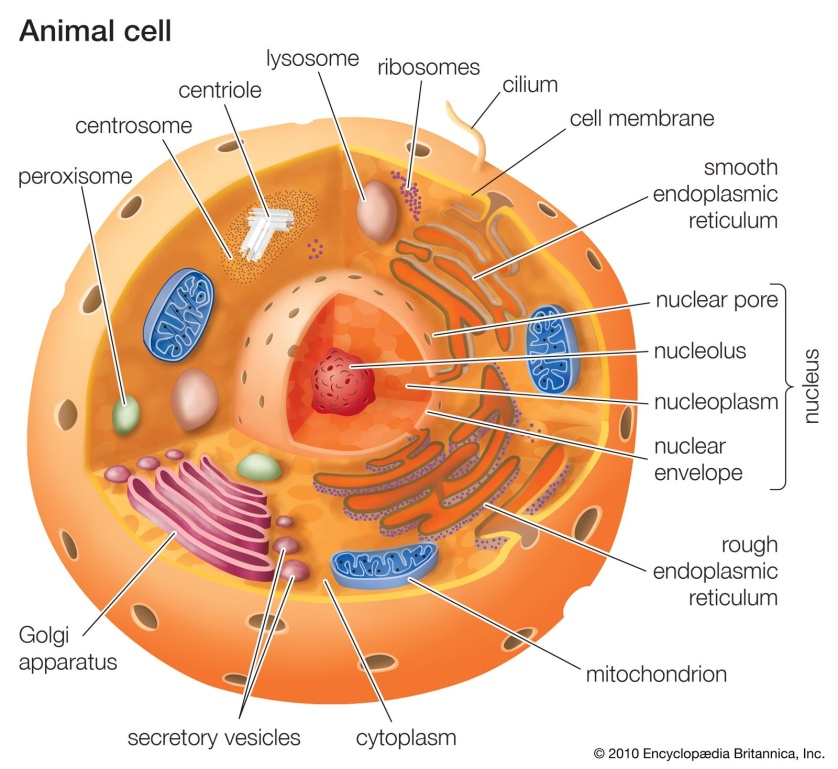 Animal cell
lysosome
ribosomes
cilium
centriole
cell membrane
centrosome
peroxisome
smooth
endoplasmic
reticulum
nuclear pore
nucleolus
nucleoplasm
nuclear
envelope
nucleus
rough
endoplasmic
reticulum
Golgi
apparatus
mitochondrion
secretory vesicles
cytoplasm
© 2010 Encyclopædia Britannica, Inc.